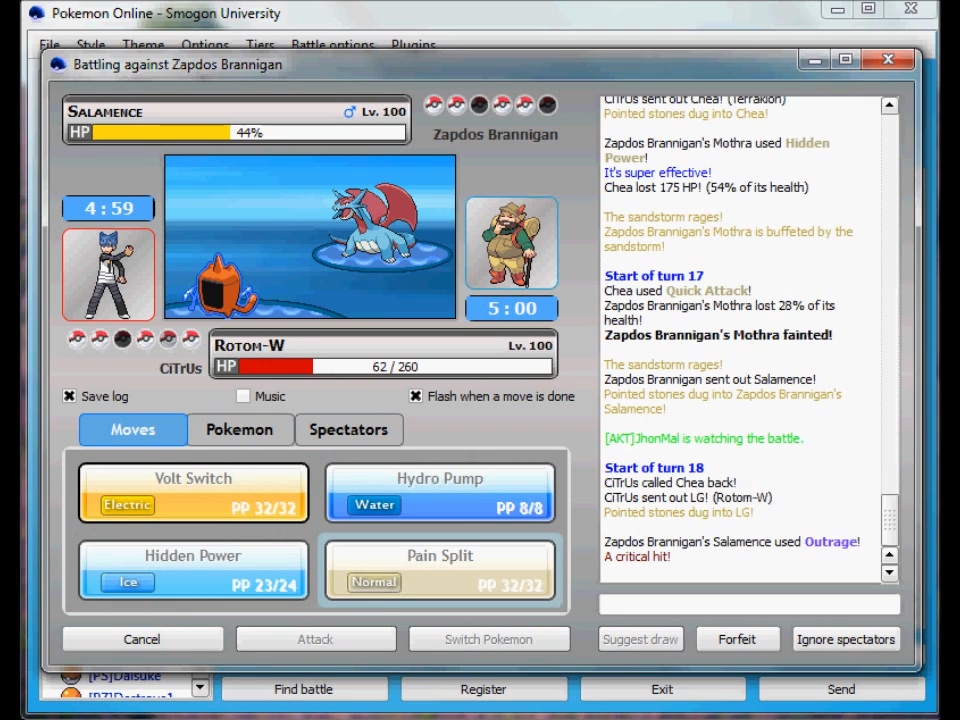 Pokemon Online - Smogon University
File Style Theme Options Tiers Battle options Plugins
Battling against Zapdos Brannigan
SALAMENCE ♂ Lv. 100
HP 44%
Zapdos Brannigan
4:59
5:00
ROTOM-W Lv. 100
HP 62 / 260
CiTrUs
Save log
Music
Flash when a move is done
Moves Pokemon Spectators
Volt Switch
Electric PP 32/32
Hydro Pump
Water PP 8/8
Hidden Power
Ice PP 23/24
Pain Split
Normal PP 32/32
Cancel Attack Switch Pokemon
CiTrUs sent out Chea! (Terrakion)
Pointed stones dug into Chea!
Zapdos Brannigan's Mothra used Hidden
Power!
It's super effective!
Chea lost 175 HP! (54% of its health)
The sandstorm rages!
Zapdos Brannigan's Mothra is buffeted by the
sandstorm!
Start of turn 17
Chea used Quick Attack!
Zapdos Brannigan's Mothra lost 28% of its
health!
Zapdos Brannigan's Mothra fainted!
The sandstorm rages!
Zapdos Brannigan sent out Salamence!
Pointed stones dug into Zapdos Brannigan's
Salamence!
[AKT]JhonMal is watching the battle.
Start of turn 18
CiTrUs called Chea back!
CiTrUs sent out LG! (Rotom-W)
Pointed stones dug into LG!
Zapdos Brannigan's Salamence used Outrage!
A critical hit!
Suggest draw Forfeit Ignore spectators
[PS]Daisuke
Find battle Register Exit Send